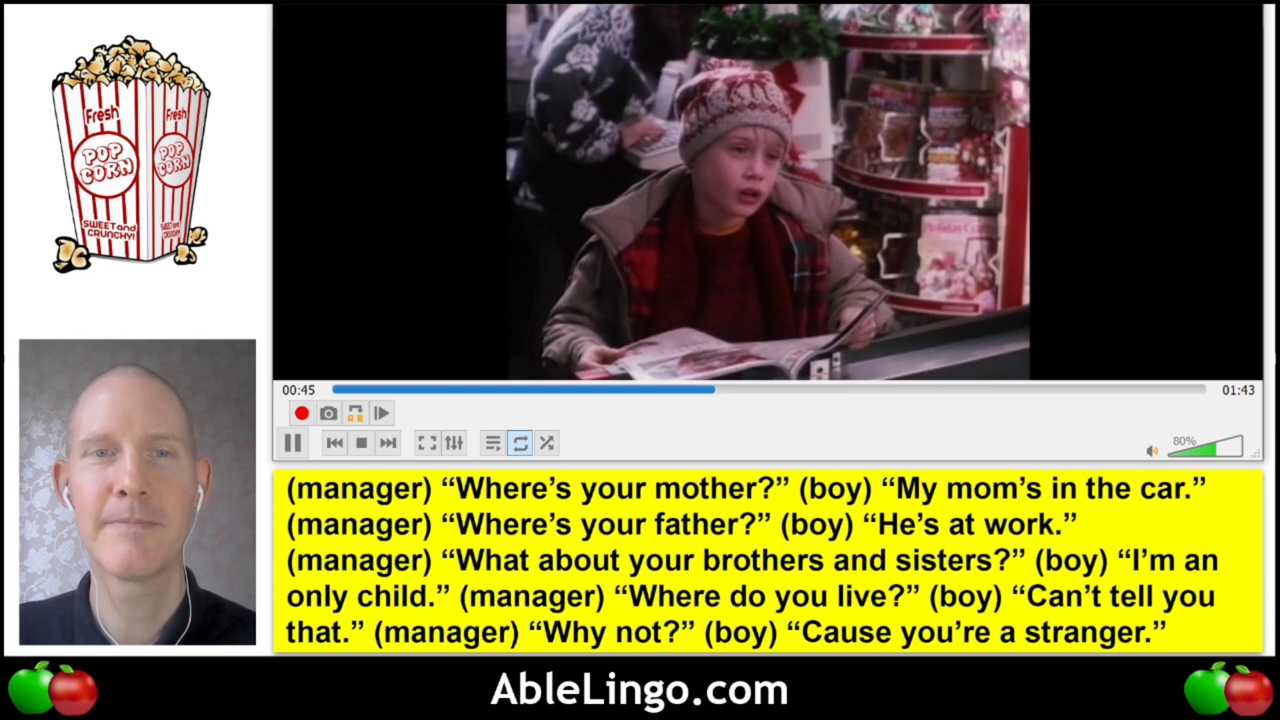 Fresh
Fresh
POP
CORN
POP
CORN
SWEET and
CRUNCHY!
00:45
01:43
80%
(manager) “Where’s your mother?” (boy) “My mom’s in the car.”
(manager) “Where’s your father?” (boy) “He’s at work.”
(manager) “What about your brothers and sisters?” (boy) “I’m an
only child.” (manager) “Where do you live?” (boy) “Can’t tell you
that.” (manager) “Why not?” (boy) “Cause you’re a stranger.”
AbleLingo.com